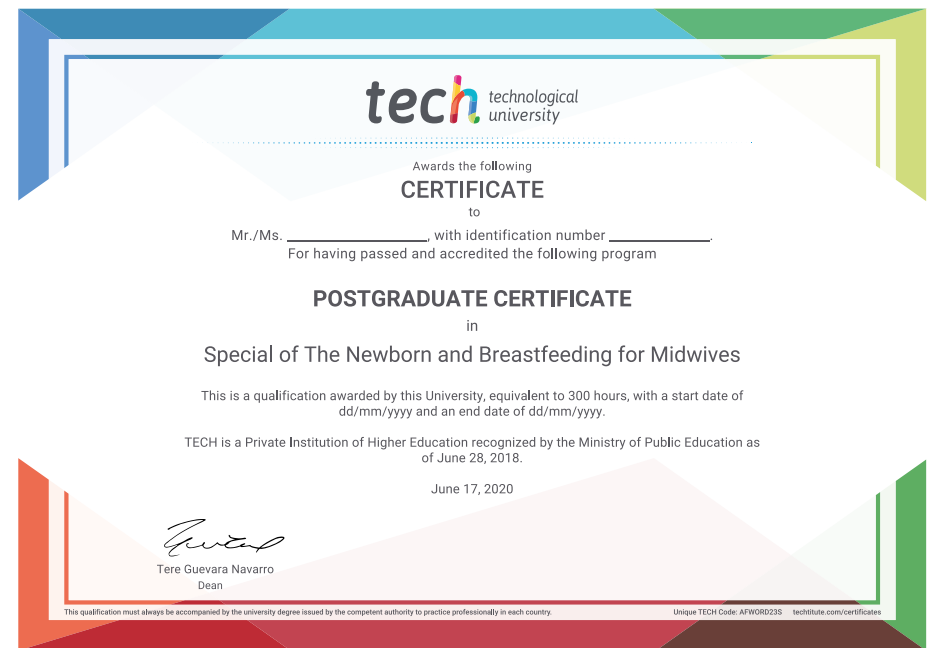 tech technological
university
Awards the following
CERTIFICATE
to
Mr./Ms. ____________________, with identification number ______________.
For having passed and accredited the following program
POSTGRADUATE CERTIFICATE
in
Special of The Newborn and Breastfeeding for Midwives
This is a qualification awarded by this University, equivalent to 300 hours, with a start date of
dd/mm/yyyy and an end date of dd/mm/yyyy.
TECH is a Private Institution of Higher Education recognized by the Ministry of Public Education as
of June 28, 2018.
June 17, 2020
Tere Guevara Navarro
Dean
This qualification must always be accompanied by the university degree issued by the competent authority to practice professionally in each country.
Unique TECH Code: AFWORD23S techtitute.com/certificates